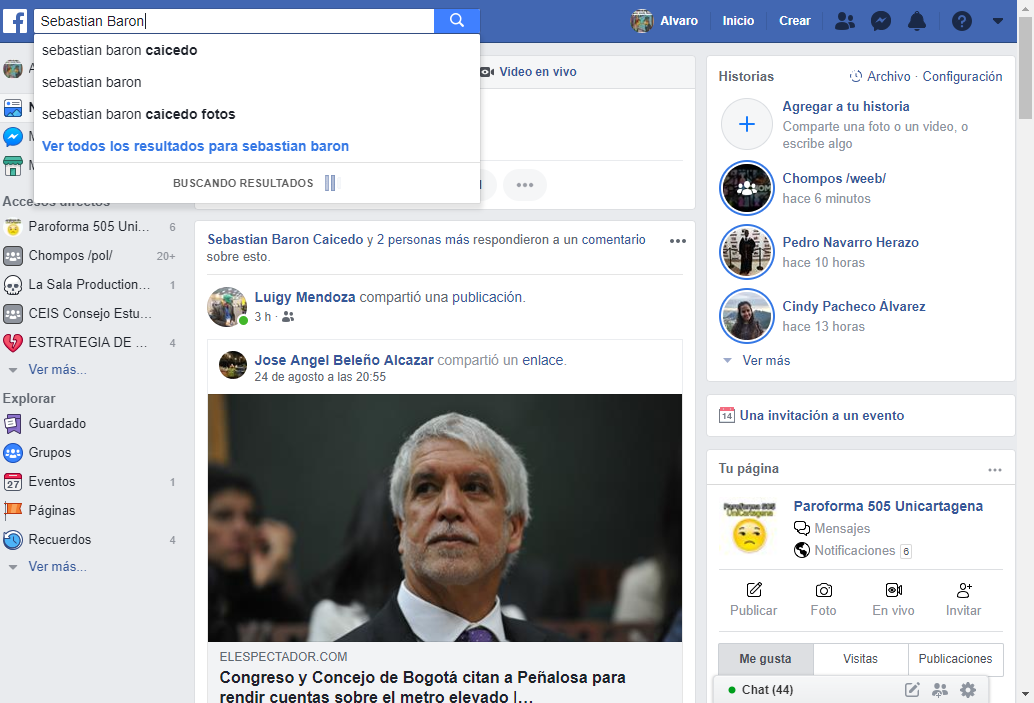 Sebastian Baron
Alvaro
Inicio
Crear
sebastian baron caicedo
sebastian baron
sebastian baron caicedo fotos
Ver todos los resultados para sebastian baron
BUSCANDO RESULTADOS
Video en vivo
Accesos directos
Paroforma 505 Uni... 6
Chompos /pol/ 20+
La Sala Production... 1
CEIS Consejo Estu...
ESTRATEGIA DE ... 4
Ver más...
Explorar
Guardado
Grupos
27 Eventos 1
Páginas
Recuerdos 4
Ver más...
Sebastian Baron Caicedo y 2 personas más respondieron a un comentario
sobre esto.
Luigy Mendoza compartió una publicación.
3 h ·
Jose Angel Beleño Alcazar compartió un enlace.
24 de agosto a las 20:55
ELESPECTADOR.COM
Congreso y Concejo de Bogotá citan a Peñalosa para
rendir cuentas sobre el metro elevado |...
Historias
Archivo · Configuración
Agregar a tu historia
Comparte una foto o un video, o
escribe algo
Chompos /weeb/
hace 6 minutos
Pedro Navarro Herazo
hace 10 horas
Cindy Pacheco Álvarez
hace 13 horas
Ver más
14 Una invitación a un evento
Tu página
Paroforma 505
UniCartagena
Paroforma 505 Unicartagena
Mensajes
Notificaciones 6
Publicar
Foto
En vivo
Invitar
Me gusta
Visitas
Publicaciones
Chat (44)